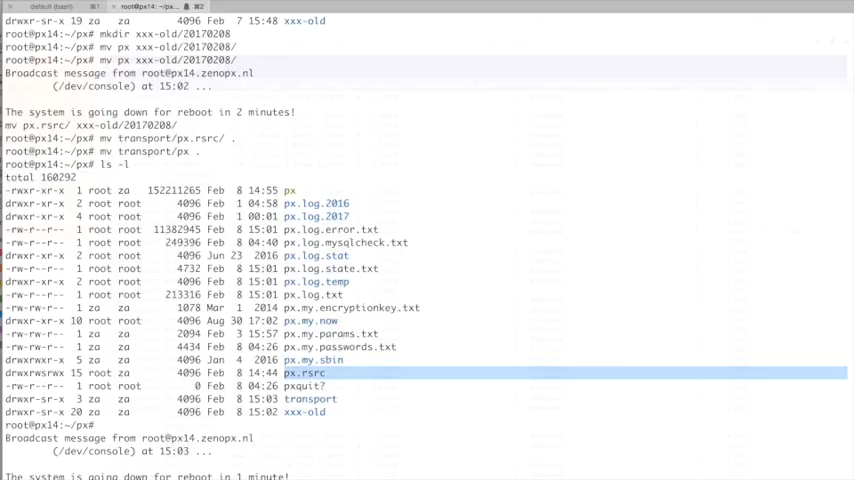 default (bash) ⌘1 × root@px14: ~/px... ⌘2
drwxr-sr-x 19 za za 4096 Feb 7 15:48 xxx-old
root@px14:~/px# mkdir xxx-old/20170208
root@px14:~/px# mv px xxx-old/20170208/
root@px14:~/px# mv px xxx-old/20170208/
Broadcast message from root@px14.zenopx.nl
(/dev/console) at 15:02 ...
The system is going down for reboot in 2 minutes!
mv px.rsrc/ xxx-old/20170208/
root@px14:~/px# mv transport/px.rsrc/ .
root@px14:~/px# mv transport/px .
root@px14:~/px# ls -l
total 160292
-rwxr-xr-x 1 root za 152211265 Feb 8 14:55 px
drwxr-xr-x 2 root root 4096 Feb 1 04:58 px.log.2016
drwxr-xr-x 4 root root 4096 Feb 1 00:01 px.log.2017
-rw-r--r-- 1 root root 11382945 Feb 8 15:01 px.log.error.txt
-rw-r--r-- 1 root root 249396 Feb 8 04:40 px.log.mysqlcheck.txt
drwxr-xr-x 2 root root 4096 Jun 23 2016 px.log.stat
-rw-r--r-- 1 root root 4732 Feb 8 15:01 px.log.state.txt
drwxr-xr-x 2 root root 4096 Feb 8 15:01 px.log.temp
-rw-r--r-- 1 root root 213316 Feb 8 15:01 px.log.txt
-rw-r--r-- 1 za za 1078 Mar 1 2014 px.my.encryptionkey.txt
drwxr-xr-x 10 root root 4096 Aug 30 17:02 px.my.now
-rw-rw-r-- 1 za za 2094 Feb 3 15:57 px.my.params.txt
-rw-rw-r-- 1 za za 4434 Feb 8 04:26 px.my.passwords.txt
drwxrwxr-x 5 za za 4096 Jan 4 2016 px.my.sbin
drwxrwsrwx 15 root za 4096 Feb 8 14:44 px.rsrc
-rw-r--r-- 1 root root 0 Feb 8 04:26 pxquit?
drwxr-sr-x 3 za za 4096 Feb 8 15:03 transport
drwxr-sr-x 20 za za 4096 Feb 8 15:02 xxx-old
root@px14:~/px#
Broadcast message from root@px14.zenopx.nl
(/dev/console) at 15:03 ...
The system is going down for reboot in 1 minute!